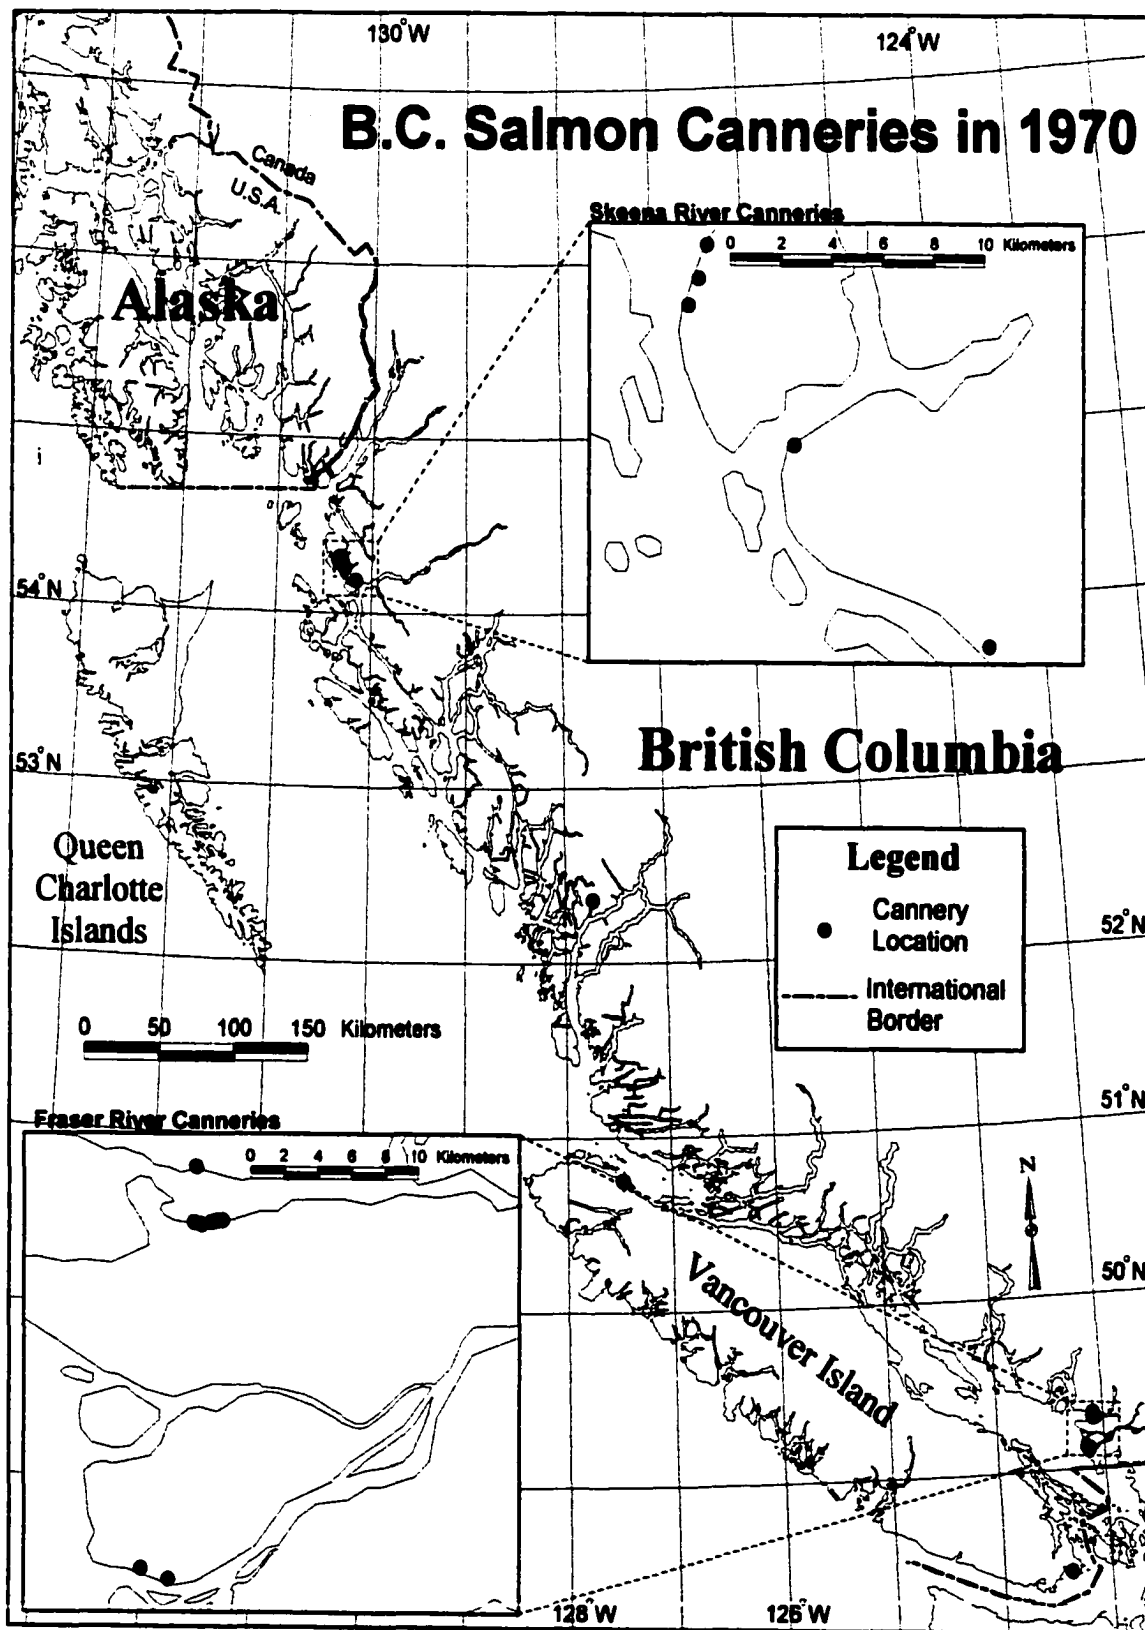 130°W
124°W
B.C. Salmon Canneries in 1970
Canada
U.S.A.
Skeena River Canneries
0 2 4 6 8 10 Kilometers
Alaska
54°N
53°N
British Columbia
Queen
Charlotte
Islands
Legend
Cannery
Location
International
Border
52°N
0 50 100 150 Kilometers
51°N
Fraser River Canneries
0 2 4 6 8 10 Kilometers
N
50°N
Vancouver Island
128°W
126°W